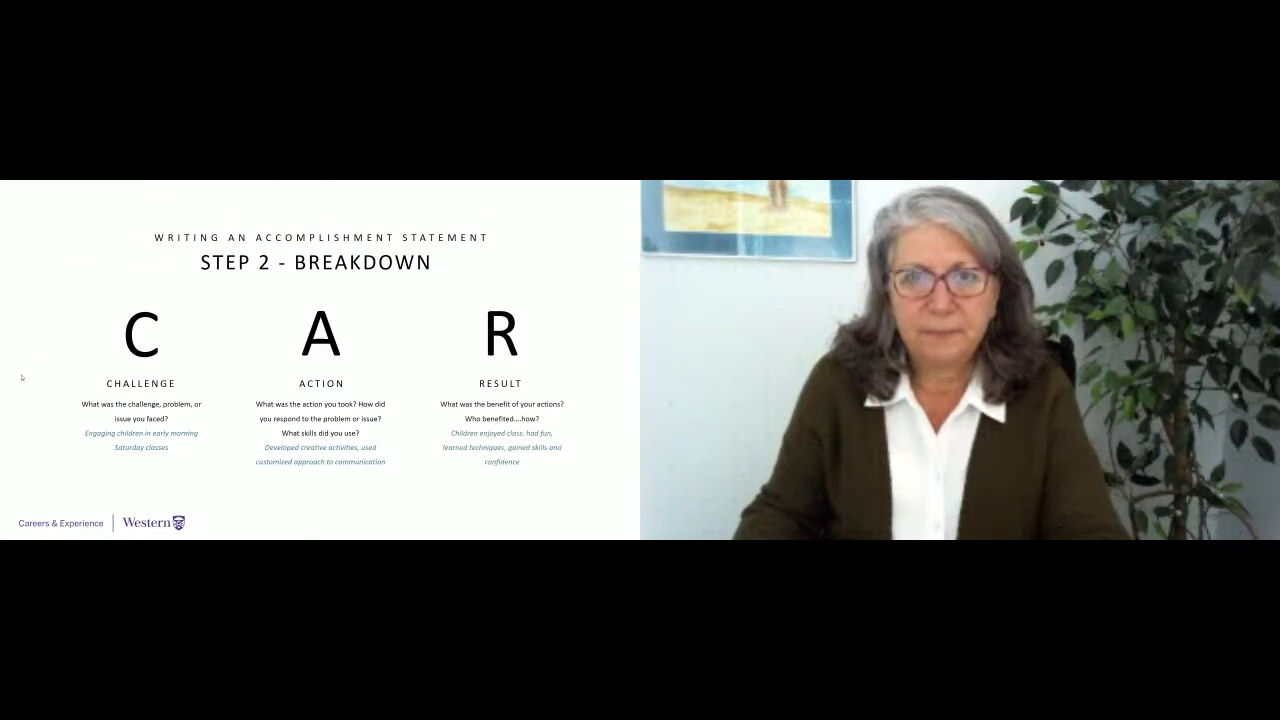 WRITING AN ACCOMPLISHMENT STATEMENT
STEP 2 - BREAKDOWN
C A R
CHALLENGE
What was the challenge, problem, or
issue you faced?
Engaging children in early morning
Saturday classes
ACTION
What was the action you took? How did
you respond to the problem or issue?
What skills did you use?
Developed creative activities, used
customized approach to communication
RESULT
What was the benefit of your actions?
Who benefited....how?
Children enjoyed class, had fun,
learned techniques, gained skills and
confidence
Careers & Experience | Western